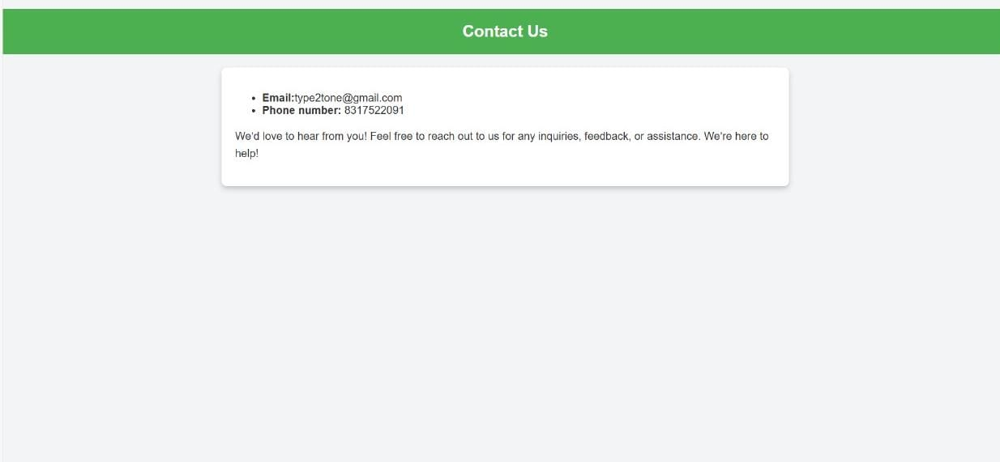 Contact Us
• Email:type2tone@gmail.com
• Phone number: 8317522091
We'd love to hear from you! Feel free to reach out to us for any inquiries, feedback, or assistance. We're here to
help!